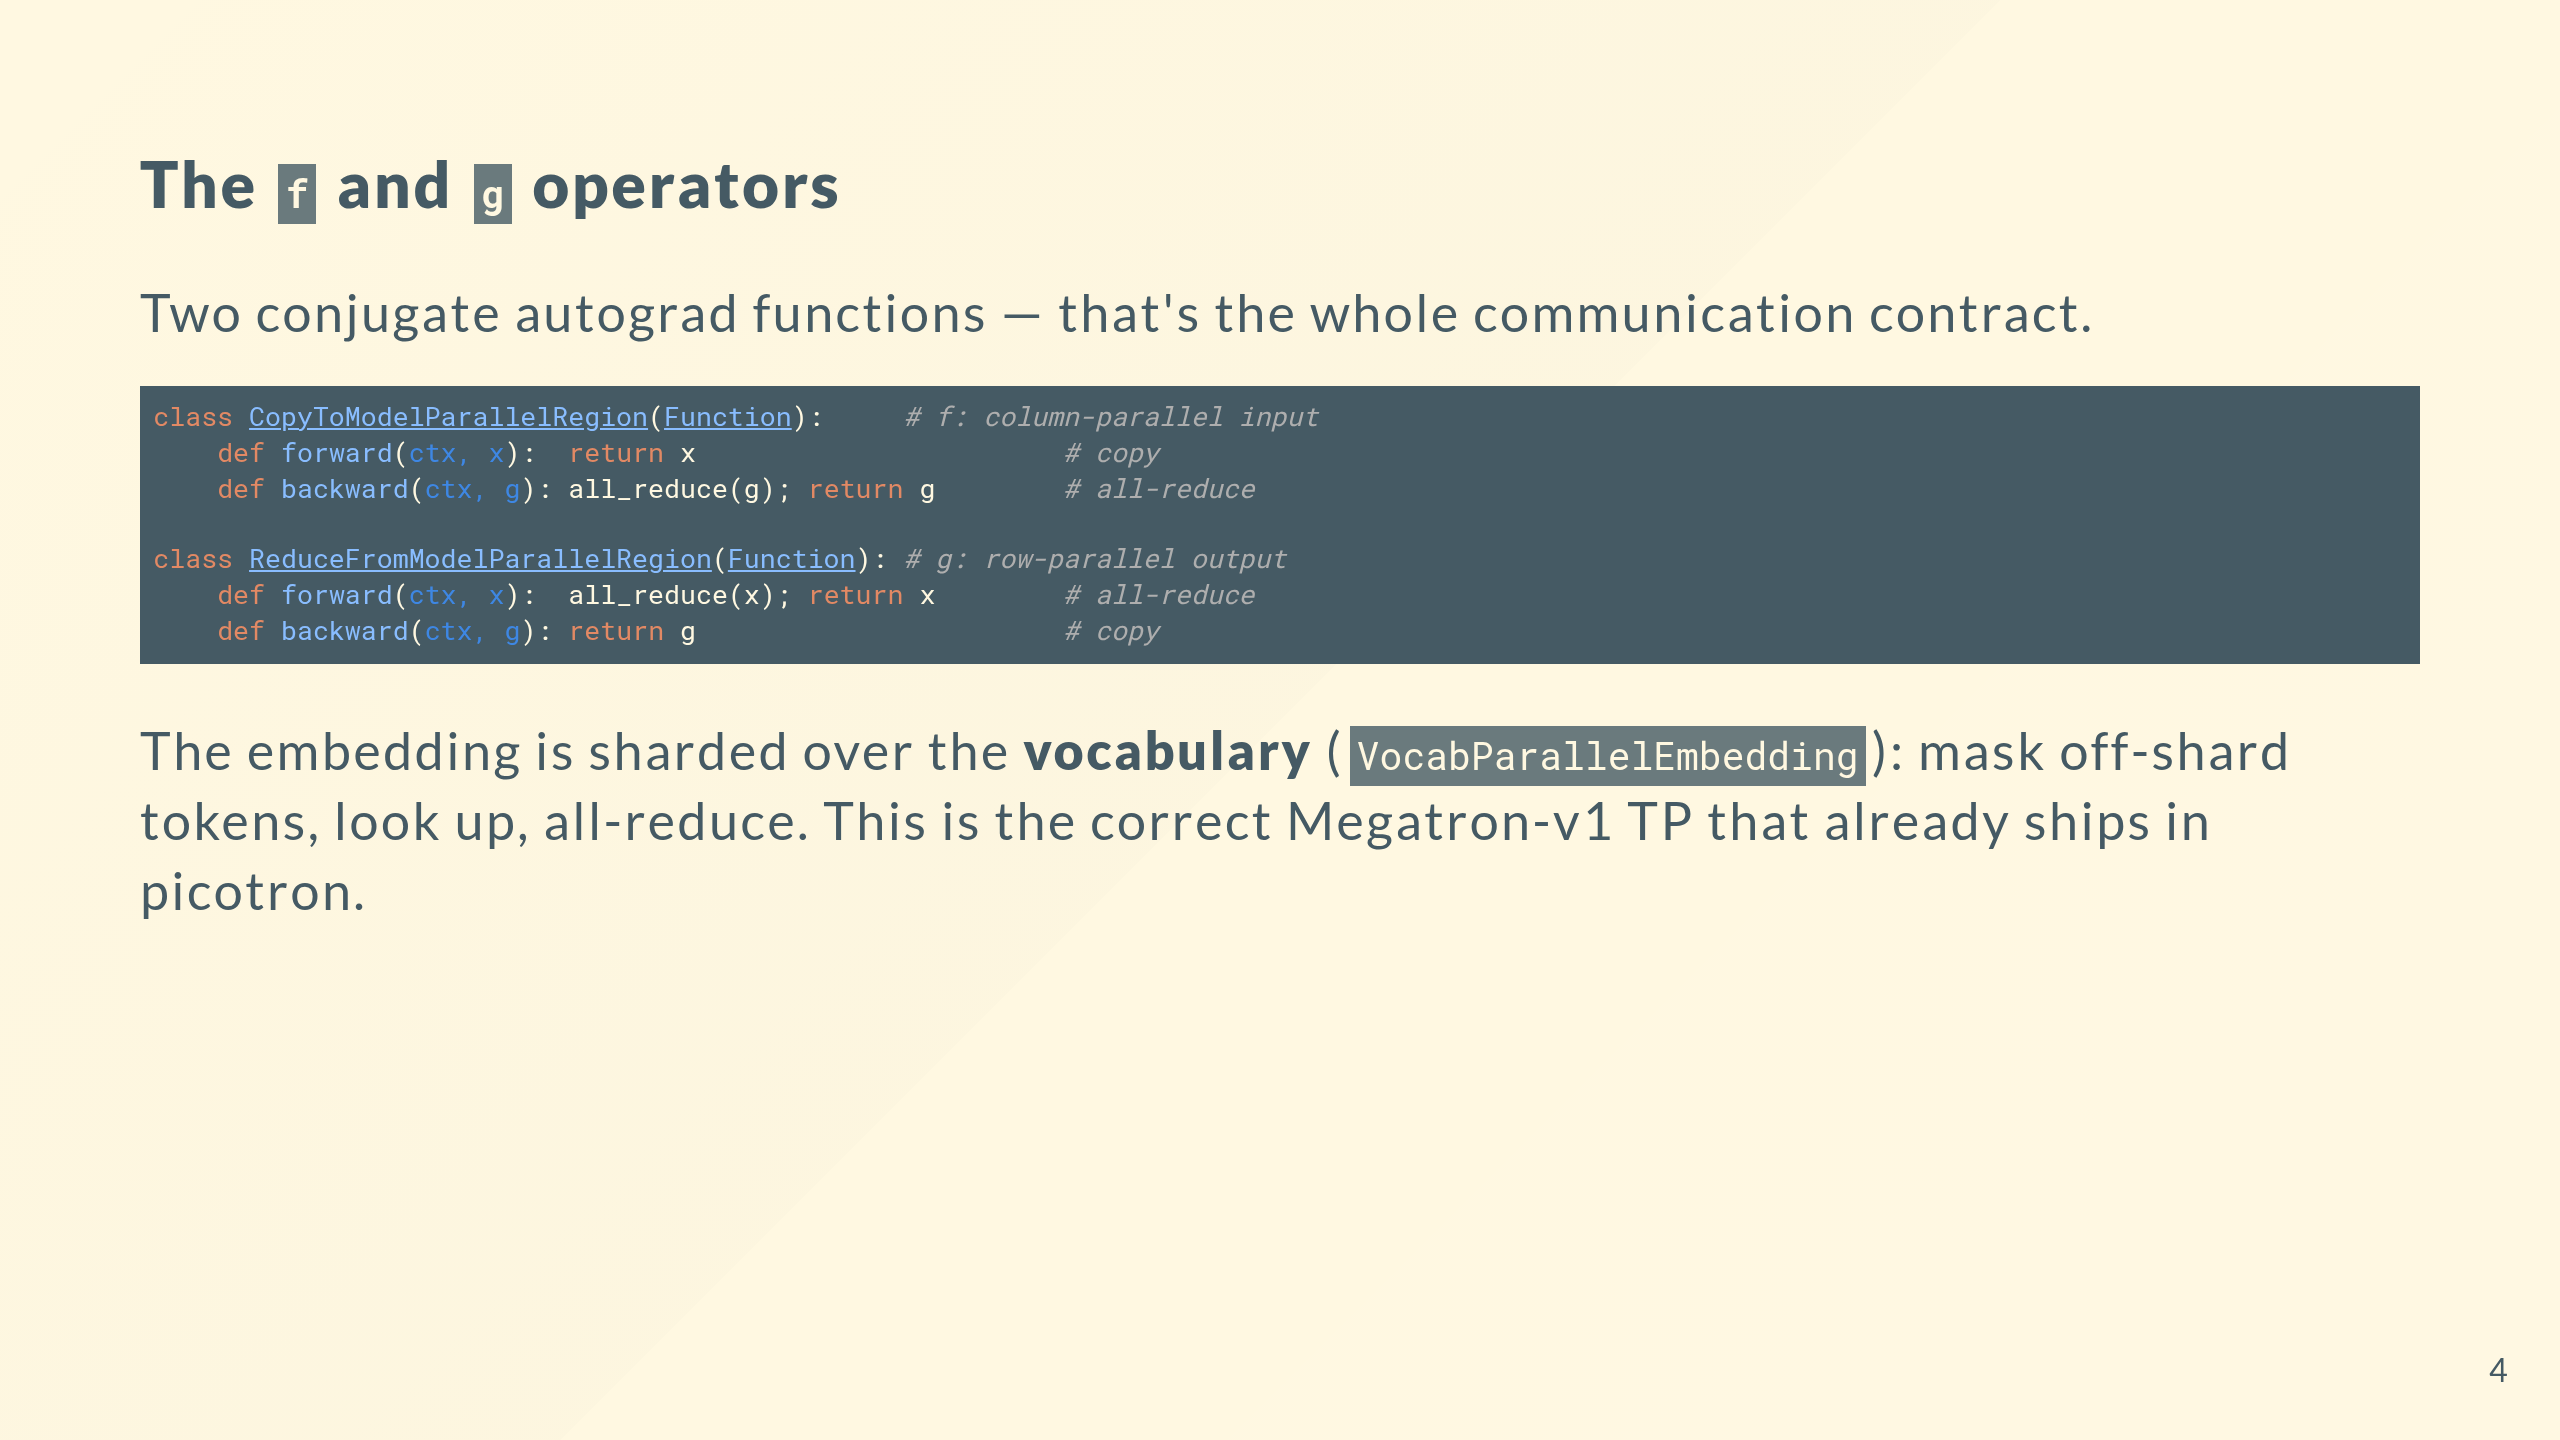 The f and g operators
Two conjugate autograd functions — that's the whole communication contract.
class CopyToModelParallelRegion(Function):     # f: column-parallel input
    def forward(ctx, x):  return x                       # copy
    def backward(ctx, g): all_reduce(g); return g        # all-reduce
class ReduceFromModelParallelRegion(Function): # g: row-parallel output
    def forward(ctx, x):  all_reduce(x); return x        # all-reduce
    def backward(ctx, g): return g                       # copy
The embedding is sharded over the vocabulary ( VocabParallelEmbedding ): mask off-shard
tokens, look up, all-reduce. This is the correct Megatron-v1 TP that already ships in
picotron.
4